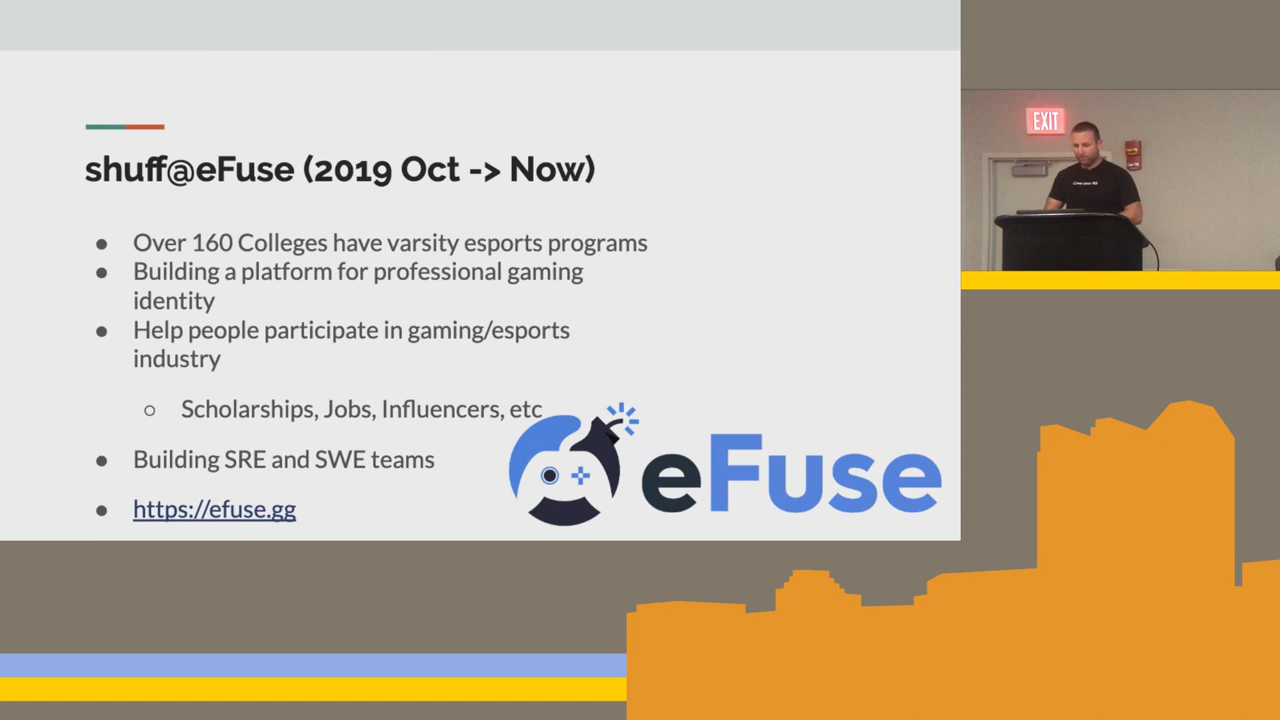 shuff@eFuse (2019 Oct -> Now)
● Over 160 Colleges have varsity esports programs
● Building a platform for professional gaming
identity
● Help people participate in gaming/esports
industry
○ Scholarships, Jobs, Influencers, etc
● Building SRE and SWE teams
● https://efuse.gg
eFuse
EXIT